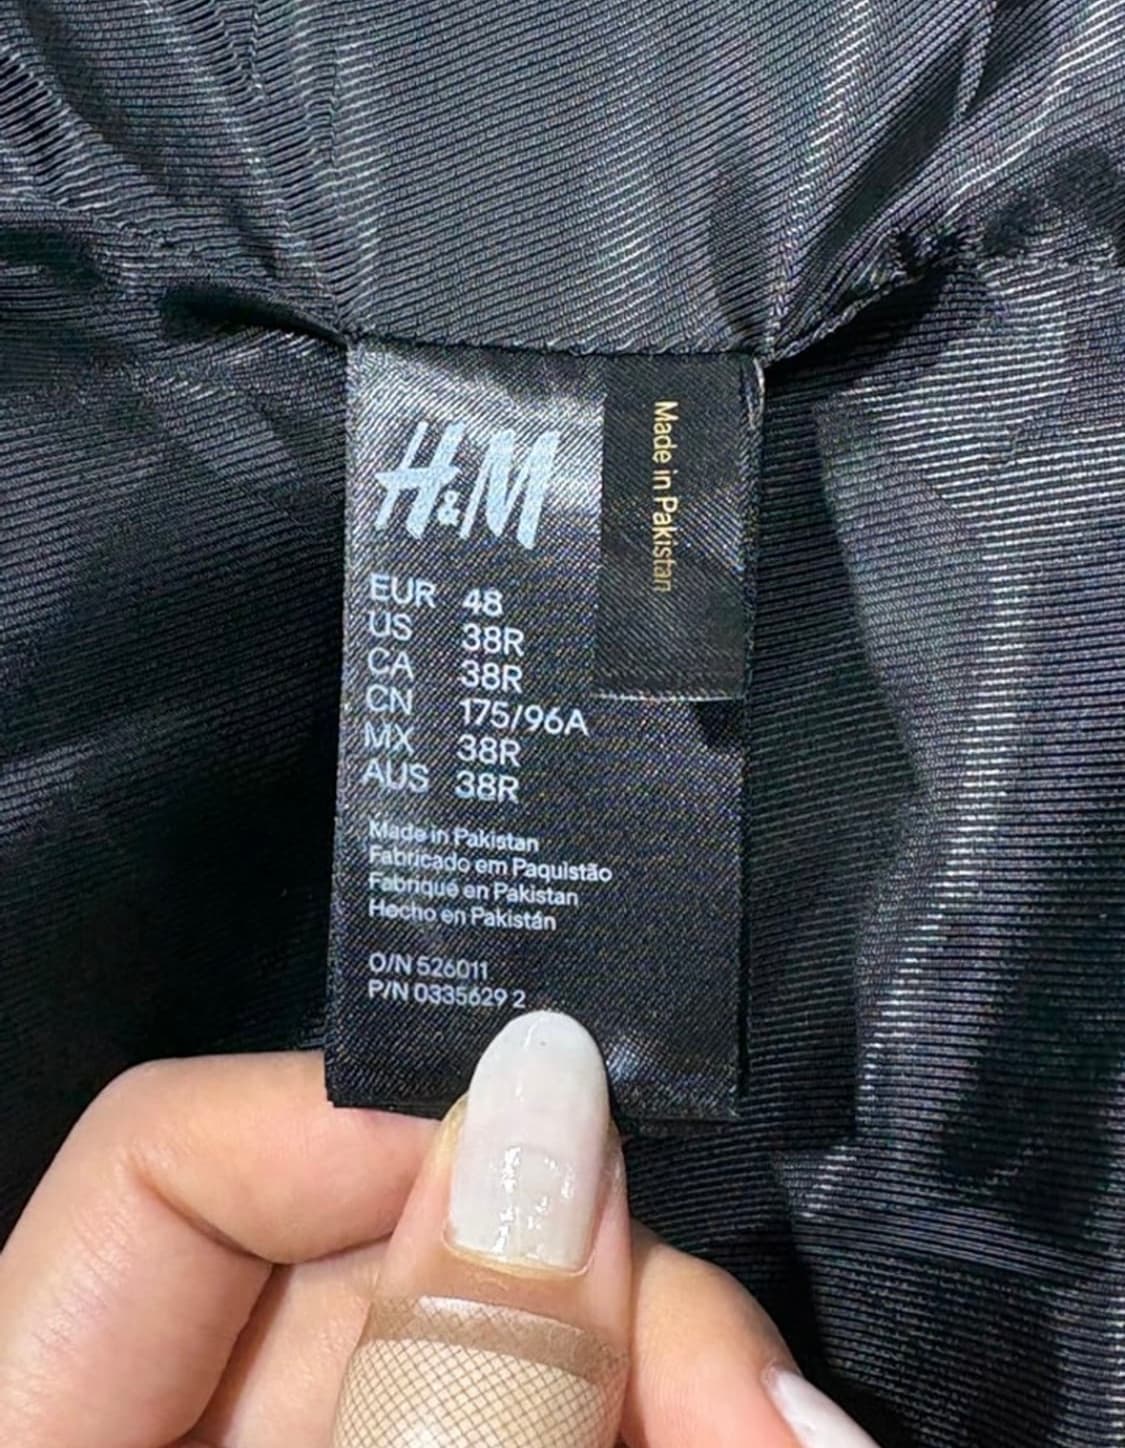 H&M
Made in Pakistan
EUR 48
US 38R
CA 38R
CN 175/96A
MX 38R
AUS 38R
Made in Pakistan
Fabricado em Paquistão
Fabriqué en Pakistan
Hecho en Pakistán
O/N 526011
P/N 0335629 2